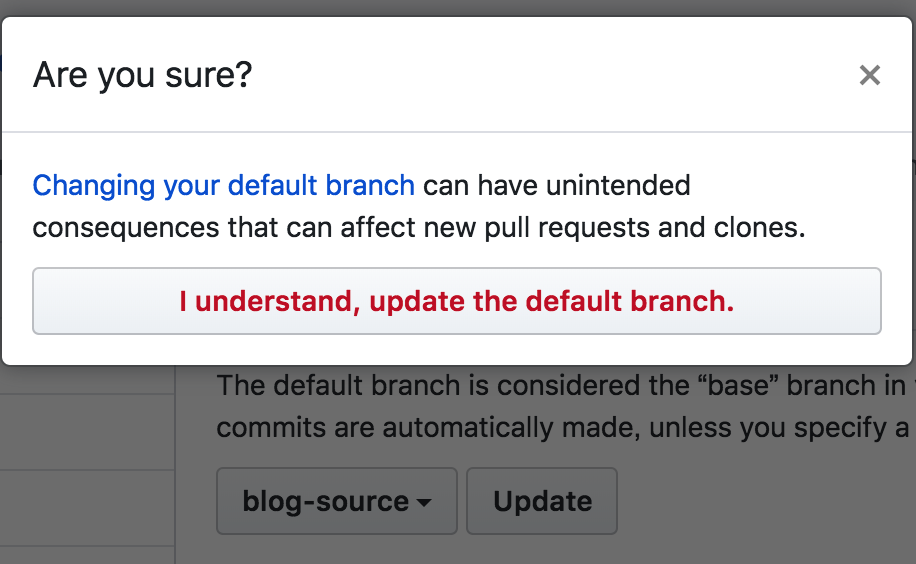 Are you sure?
Changing your default branch can have unintended
consequences that can affect new pull requests and clones.
I understand, update the default branch.
The default branch is considered the “base” branch in
commits are automatically made, unless you specify a
blog-source
Update